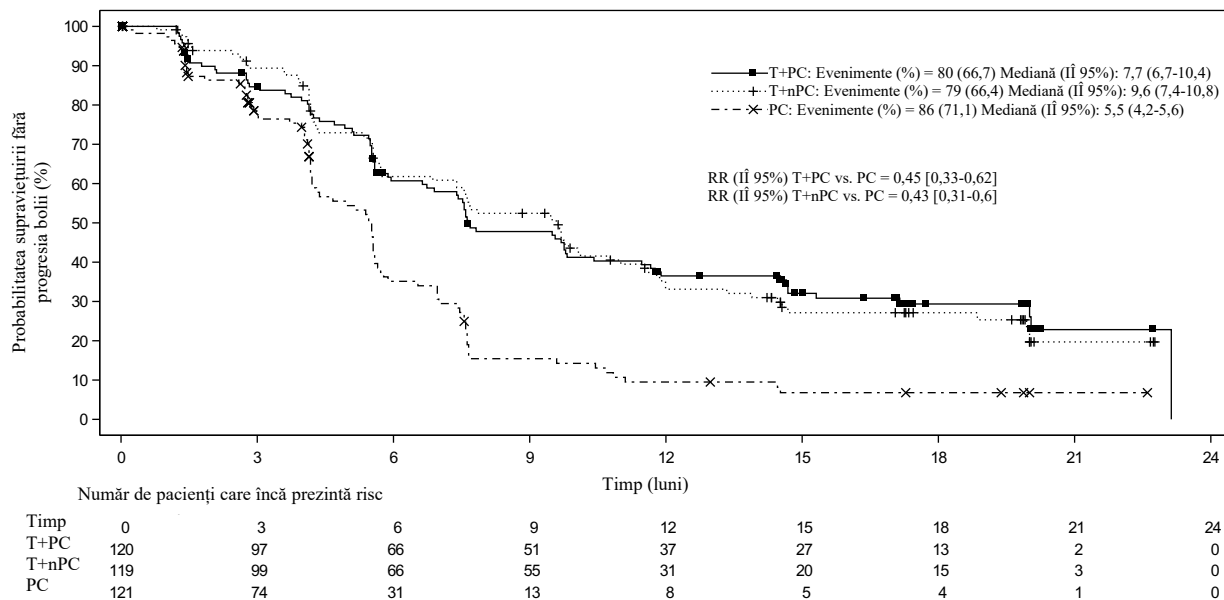 100
90
80
70
60
50
40
30
20
10
0
Probabilitatea supraviețuirii fără
progresia bolii (%)
T+PC: Evenimente (%) = 80 (66,7) Mediană (IÎ 95%): 7,7 (6,7-10,4)
T+nPC: Evenimente (%) = 79 (66,4) Mediană (IÎ 95%): 9,6 (7,4-10,8)
PC: Evenimente (%) = 86 (71,1) Mediană (IÎ 95%): 5,5 (4,2-5,6)
RR (IÎ 95%) T+PC vs. PC = 0,45 [0,33-0,62]
RR (IÎ 95%) T+nPC vs. PC = 0,43 [0,31-0,6]
0 3 6 9 12 15 18 21 24
Timp (luni)
Număr de pacienți care încă prezintă risc
Timp 0 3 6 9 12 15 18 21 24
T+PC 120 97 66 51 37 27 13 2 0
T+nPC 119 99 66 55 31 20 15 3 0
PC 121 74 31 13 8 5 4 1 0